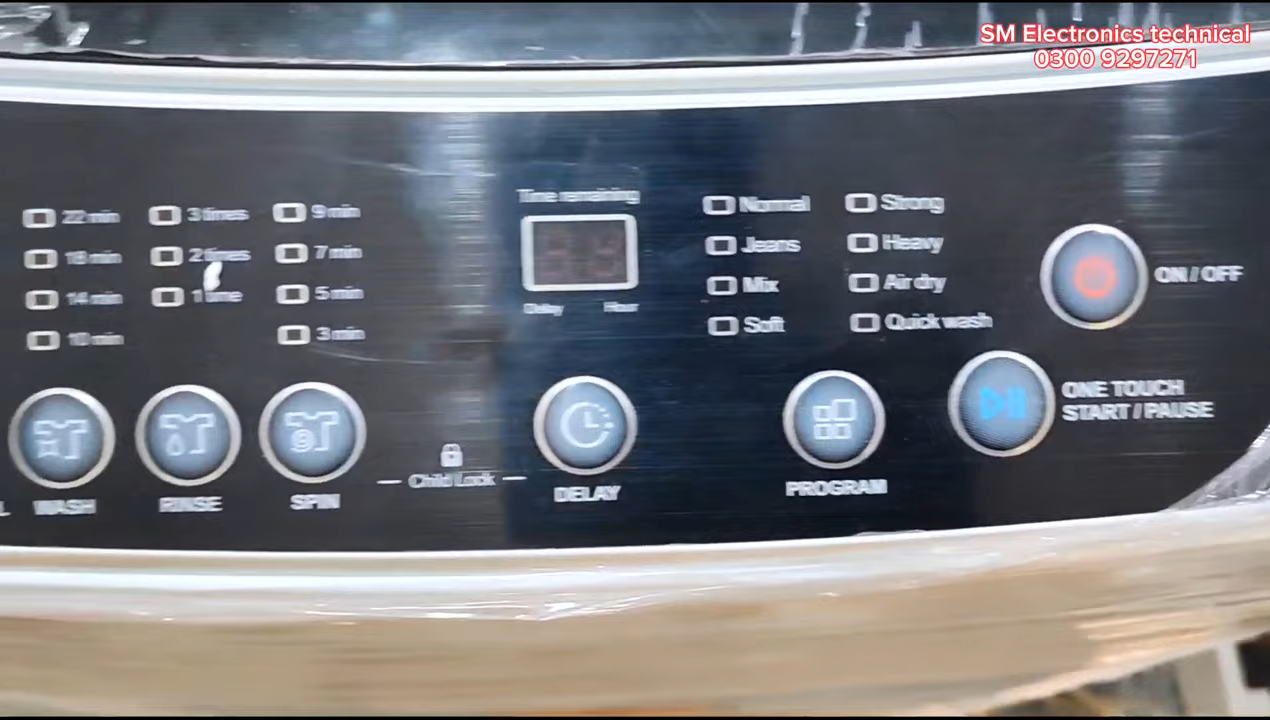 SM Electronics technical
0300 9297271
22 min
18 min
14 min
10 min
3 times
2 times
1 time
9 min
7 min
5 min
3 min
Time remaining
Delay Hour
Normal
Jeans
Mix
Soft
Strong
Heavy
Air dry
Quick wash
ON / OFF
ONE TOUCH
START / PAUSE
WASH
RINSE
SPIN
Child Lock
DELAY
PROGRAM